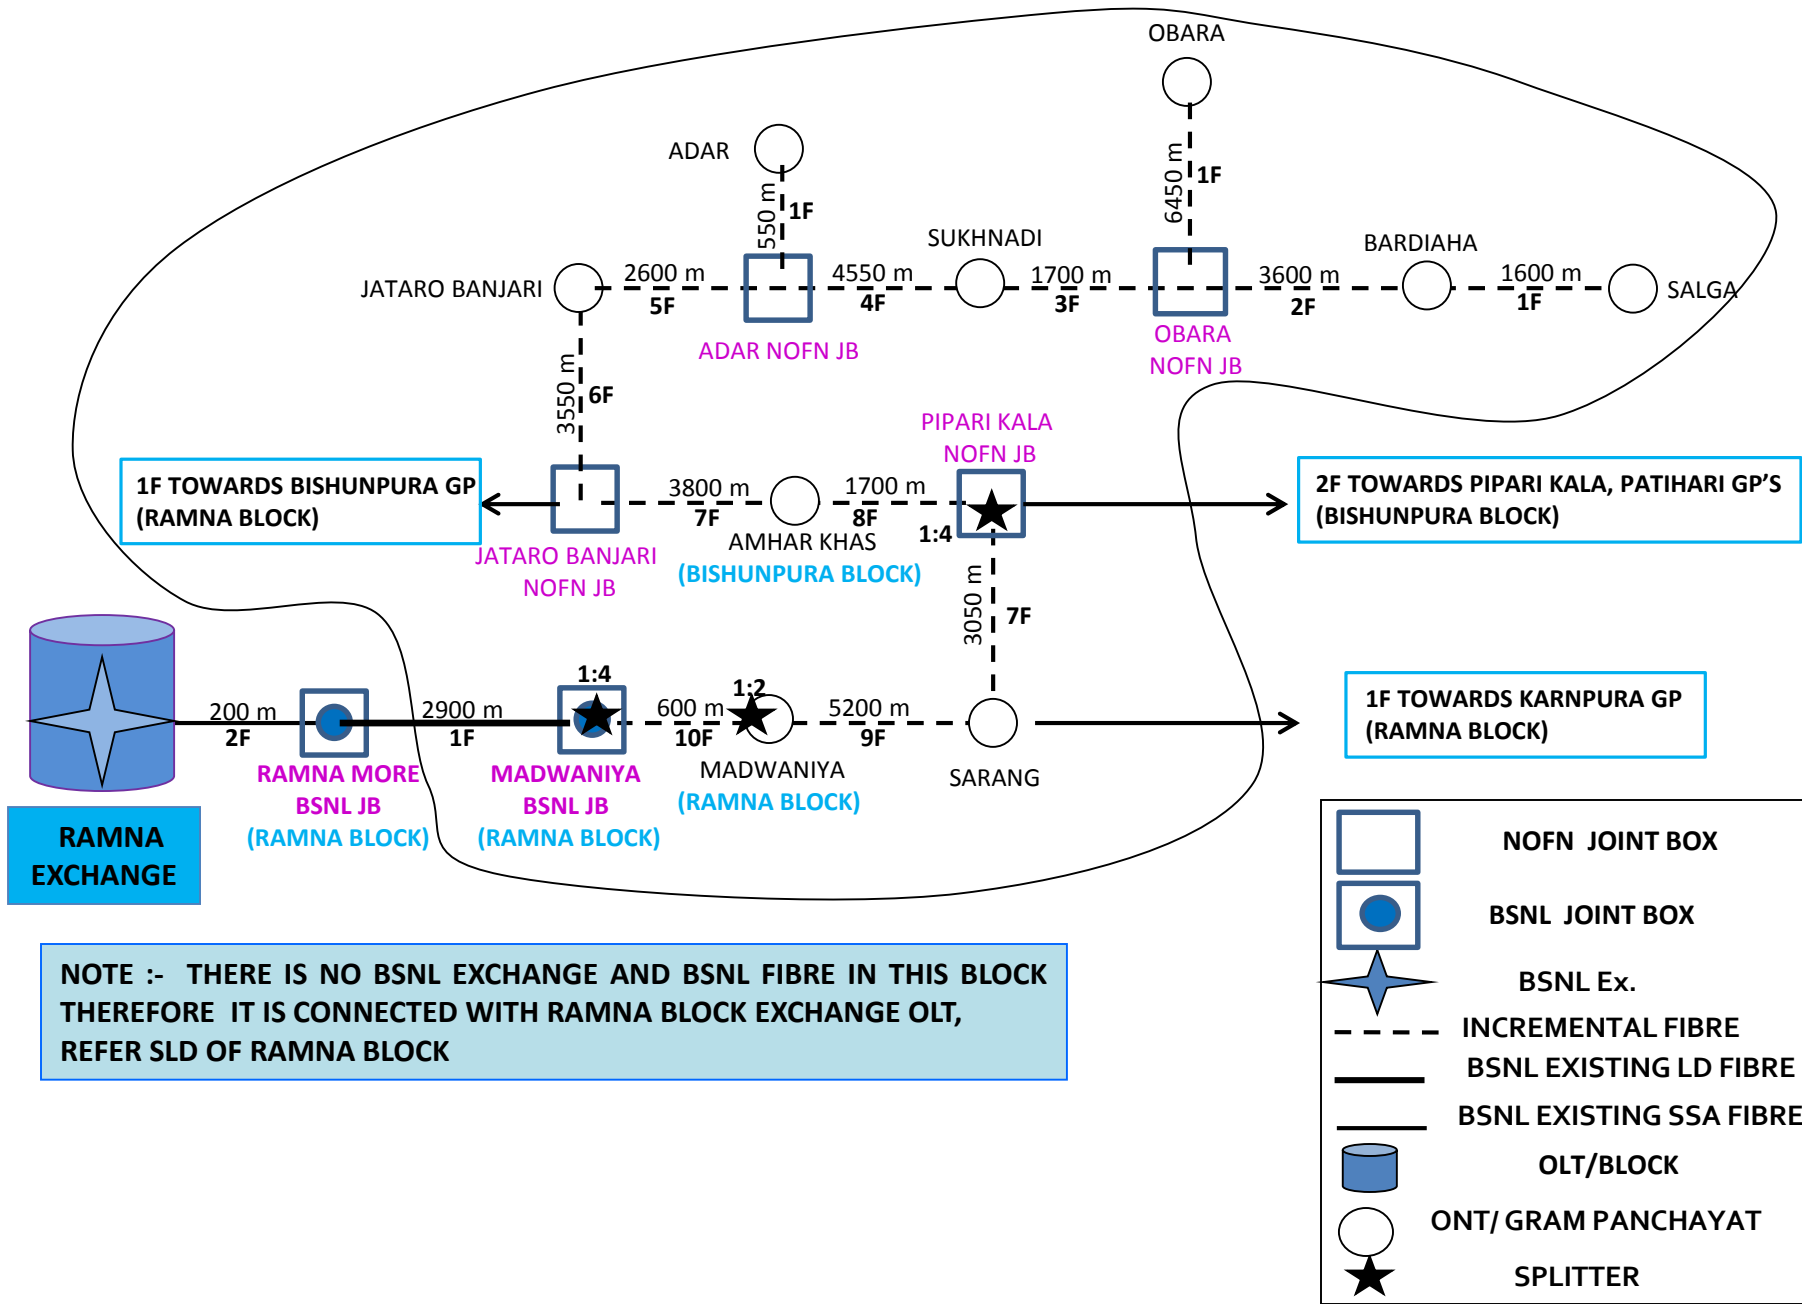 OBARA
ADAR
550 m
1F
6450 m
1F
SUKHNADI
BARDIAHA
JATARO BANJARI
2600 m
5F
4550 m
4F
1700 m
3F
3600 m
2F
1600 m
1F
SALGA
ADAR NOFN JB
OBARA
NOFN JB
3550 m
6F
PIPARI KALA
NOFN JB
1F TOWARDS BISHUNPURA GP
(RAMNA BLOCK)
3800 m
7F
1700 m
8F
1:4
2F TOWARDS PIPARI KALA, PATIHARI GP'S
(BISHUNPURA BLOCK)
JATARO BANJARI
NOFN JB
AMHAR KHAS
(BISHUNPURA BLOCK)
3050 m
7F
200 m
2F
2900 m
1F
1:4
600 m
10F
1:2
5200 m
9F
1F TOWARDS KARNPURA GP
(RAMNA BLOCK)
RAMNA MORE
BSNL JB
(RAMNA BLOCK)
MADWANIYA
BSNL JB
(RAMNA BLOCK)
MADWANIYA
(RAMNA BLOCK)
SARANG
RAMNA
EXCHANGE
NOTE :- THERE IS NO BSNL EXCHANGE AND BSNL FIBRE IN THIS BLOCK
THEREFORE IT IS CONNECTED WITH RAMNA BLOCK EXCHANGE OLT,
REFER SLD OF RAMNA BLOCK
NOFN JOINT BOX
BSNL JOINT BOX
BSNL Ex.
INCREMENTAL FIBRE
BSNL EXISTING LD FIBRE
BSNL EXISTING SSA FIBRE
OLT/BLOCK
ONT/ GRAM PANCHAYAT
SPLITTER